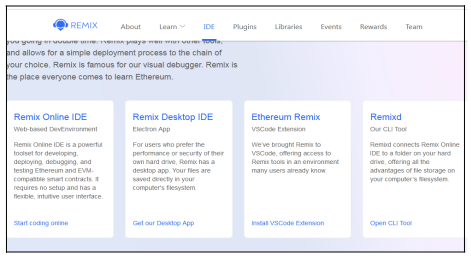 REMIX
About Learn IDE Plugins Libraries Events Rewards Team
you going in double time. Remix plays well with other tools,
and allows for a simple deployment process to the chain of
your choice. Remix is famous for our visual debugger. Remix is
the place everyone comes to learn Ethereum.
Remix Online IDE
Web-based DevEnvironment
Remix Online IDE is a powerful
toolset for developing,
deploying, debugging, and
testing Ethereum and EVM-
compatible smart contracts. It
requires no setup and has a
flexible, intuitive user interface.
Start coding online
Remix Desktop IDE
Electron App
For users who prefer the
performance or security of their
own hard drive, Remix has a
desktop app. Your files are
saved directly in your
computer's filesystem.
Get our Desktop App
Ethereum Remix
VSCode Extension
We've brought Remix to
VSCode, offering access to
Remix tools in an environment
many users already know
Install VSCode Extension
Remixd
Our CLI Tool
Remixd connects Remix Online
IDE to a folder on your hard
drive, offering all the
advantages of file storage on
your computer's filesystem.
Open CLI Tool